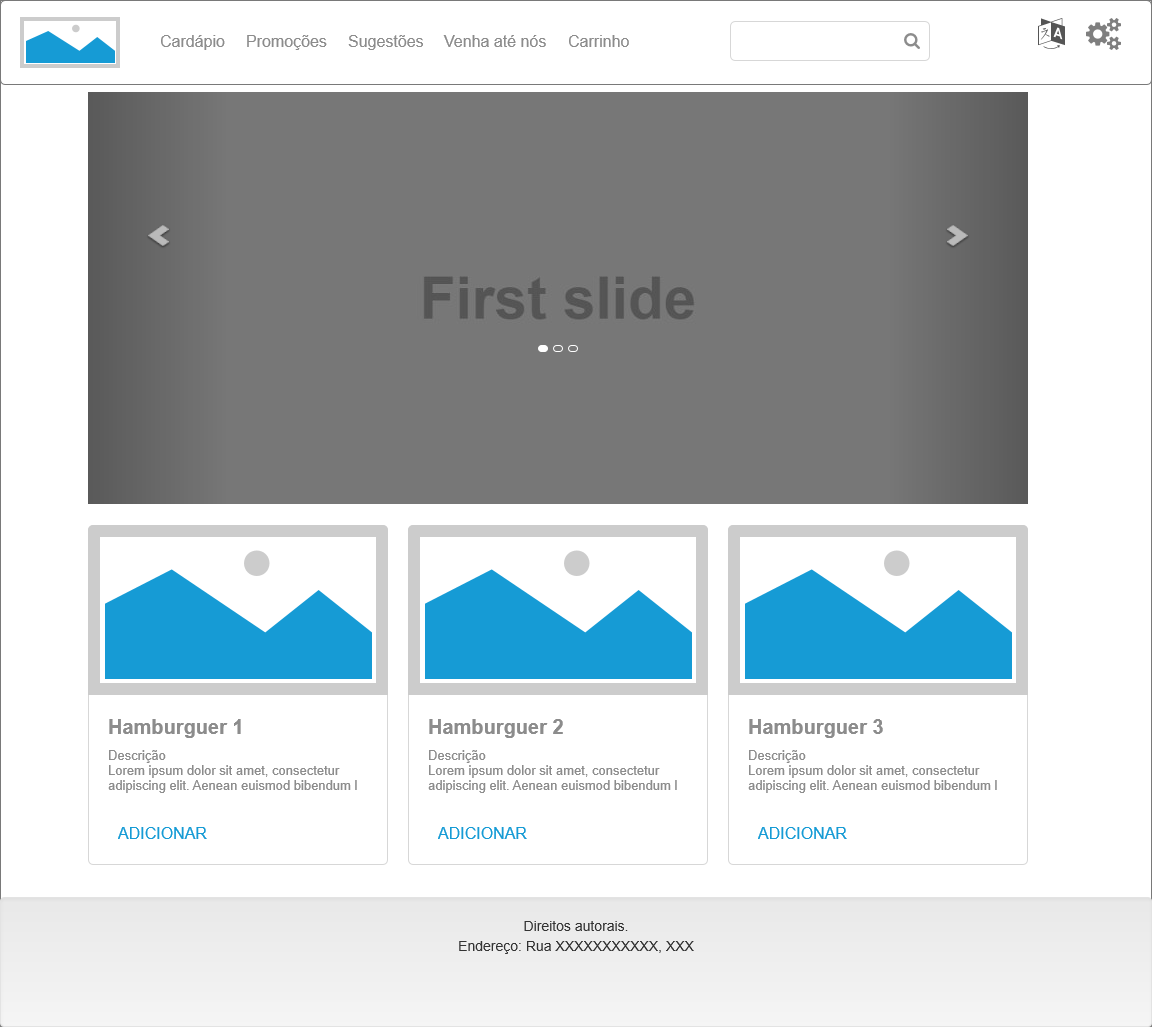 Cardápio Promoções Sugestões Venha até nós Carrinho
First slide
Hamburguer 1
Descrição
Lorem ipsum dolor sit amet, consectetur
adipiscing elit. Aenean euismod bibendum l
ADICIONAR
Hamburguer 2
Descrição
Lorem ipsum dolor sit amet, consectetur
adipiscing elit. Aenean euismod bibendum l
ADICIONAR
Hamburguer 3
Descrição
Lorem ipsum dolor sit amet, consectetur
adipiscing elit. Aenean euismod bibendum l
ADICIONAR
Direitos autorais.
Endereço: Rua XXXXXXXXXXX, XXX